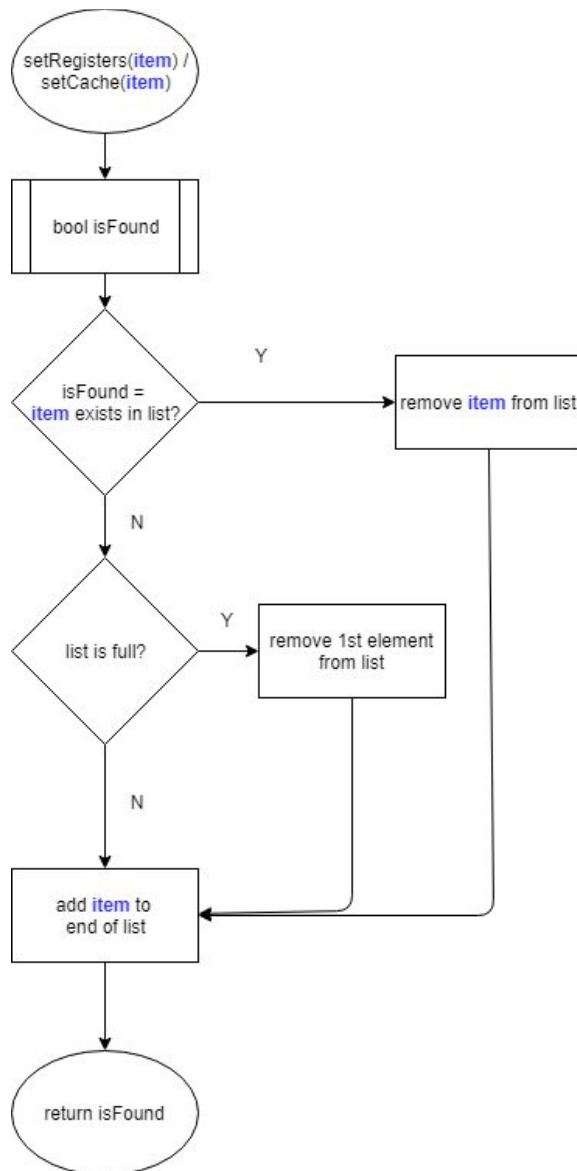 setRegisters(item) /
setCache(item)
bool isFound
isFound =
item exists in list?
Y
remove item from list
N
list is full?
Y
remove 1st element
from list
N
add item to
end of list
return isFound